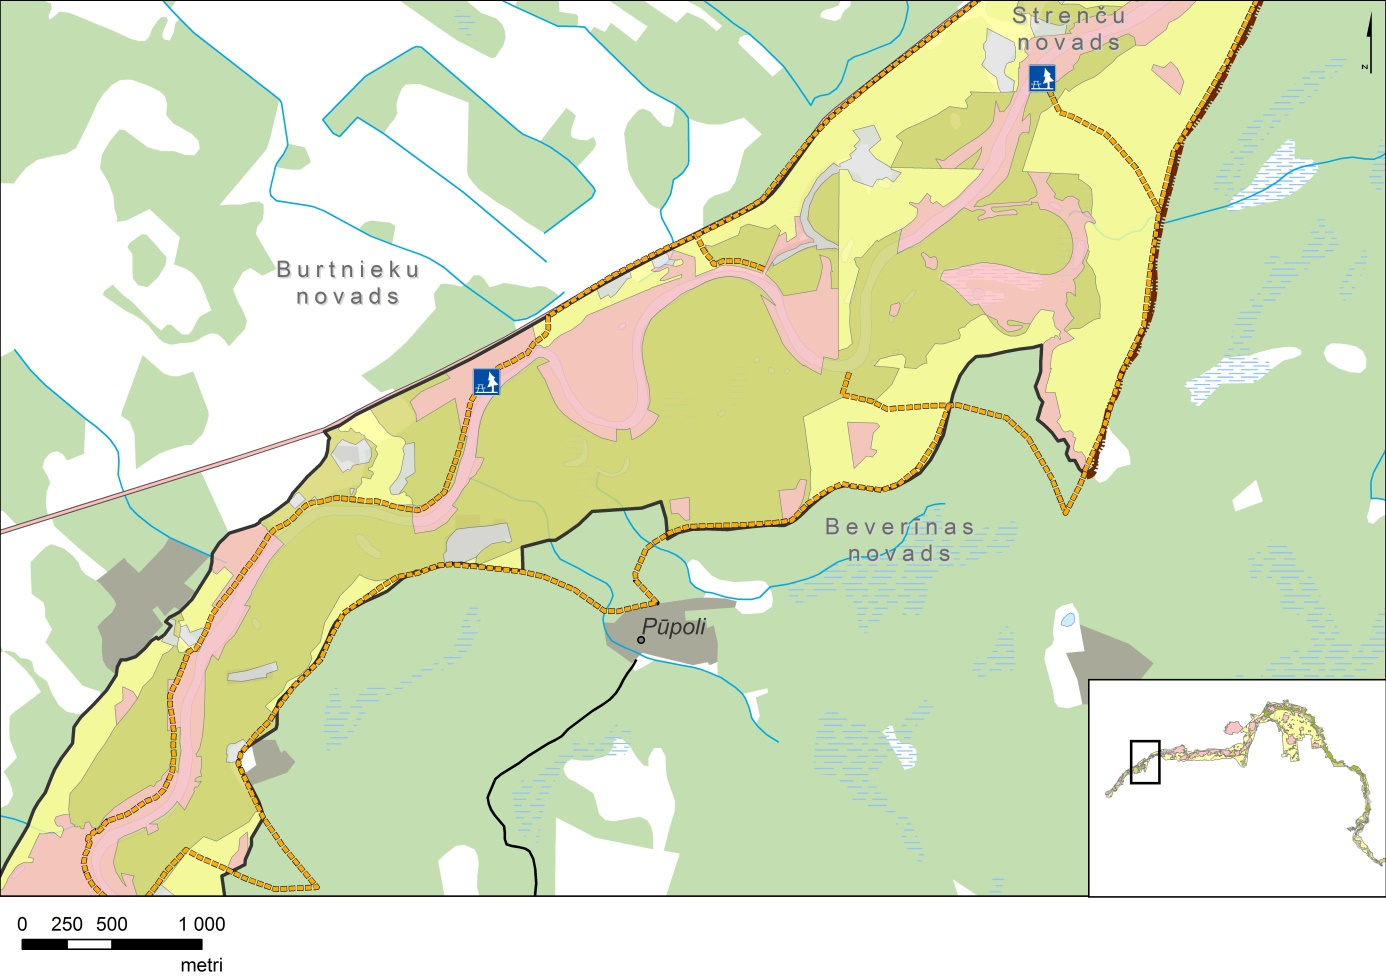 Strenču
novads
z
Burtnieku
novads
Beverīnas
novads
Pūpoli
0 250 500 1 000
metri